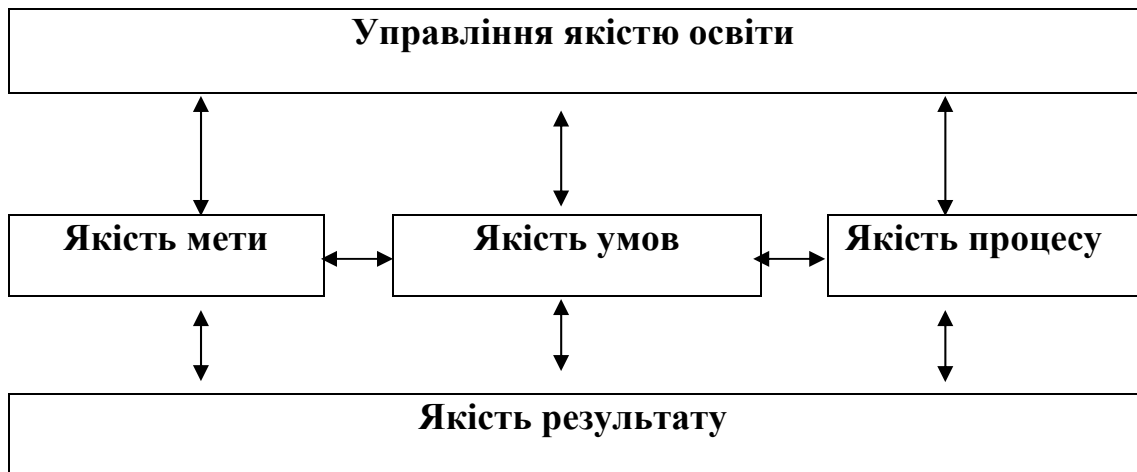 Управління якістю освіти
Якість мети
Якість умов
Якість процесу
Якість результату